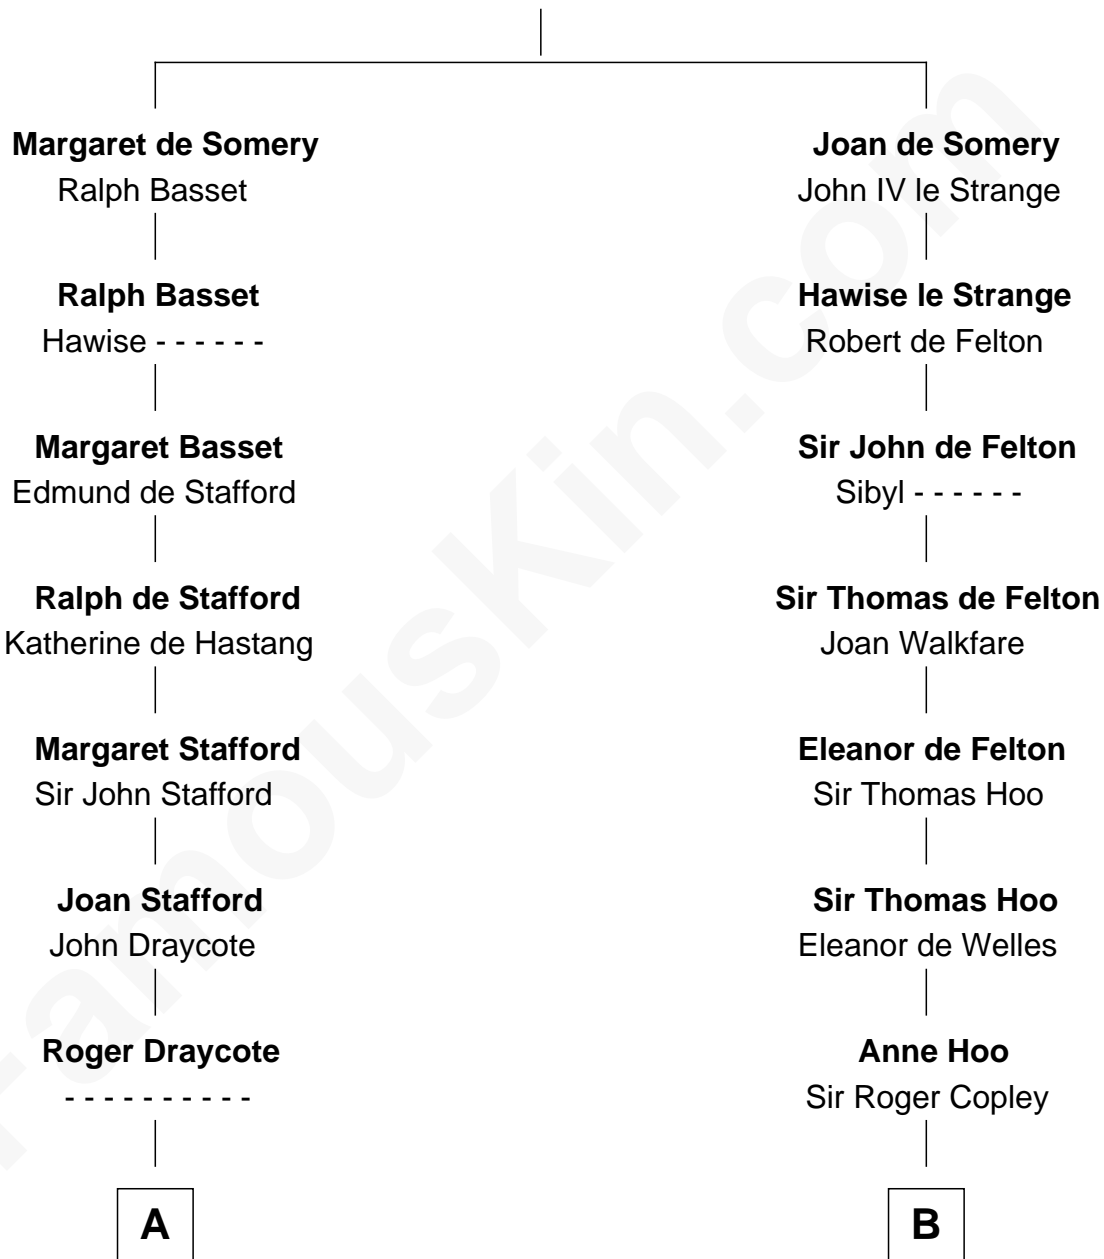 Margaret de Somery
Ralph Basset
Ralph Basset
Hawise - - - - - -
Margaret Basset
Edmund de Stafford
Ralph de Stafford
Katherine de Hastang
Margaret Stafford
Sir John Stafford
Joan Stafford
John Draycote
Roger Draycote
- - - - - - - - - -
A
Joan de Somery
John IV le Strange
Hawise le Strange
Robert de Felton
Sir John de Felton
Sibyl - - - - - -
Sir Thomas de Felton
Joan Walkfare
Eleanor de Felton
Sir Thomas Hoo
Sir Thomas Hoo
Eleanor de Welles
Anne Hoo
Sir Roger Copley
B
FamousKin.com